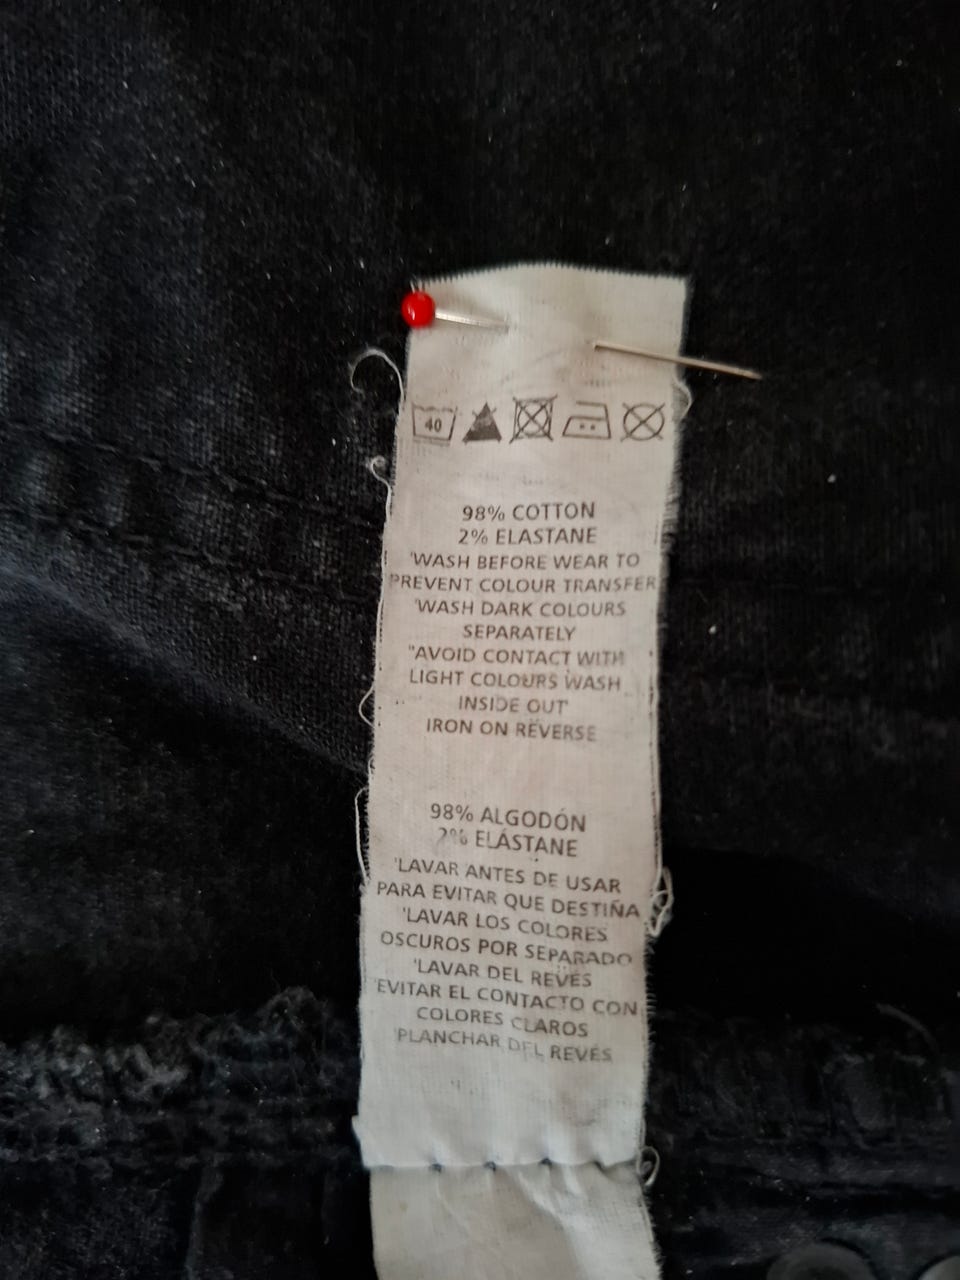 40
98% COTTON
2% ELASTANE
'WASH BEFORE WEAR TO
PREVENT COLOUR TRANSFER
'WASH DARK COLOURS
SEPARATELY
"AVOID CONTACT WITH
LIGHT COLOURS WASH
INSIDE OUT'
IRON ON REVERSE
98% ALGODÓN
2% ELASTANE
'LAVAR ANTES DE USAR
PARA EVITAR QUE DESTIÑA
'LAVAR LOS COLORES
OSCUROS POR SEPARADO
'LAVAR DEL REVÉS
'EVITAR EL CONTACTO CON
COLORES CLAROS
'PLANCHAR DEL REVÉS